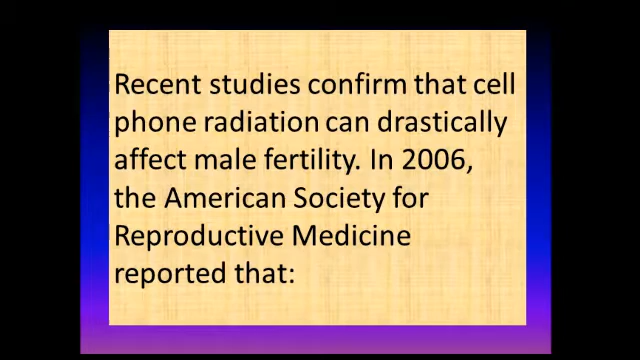 Recent studies confirm that cell
phone radiation can drastically
affect male fertility. In 2006,
the American Society for
Reproductive Medicine
reported that: